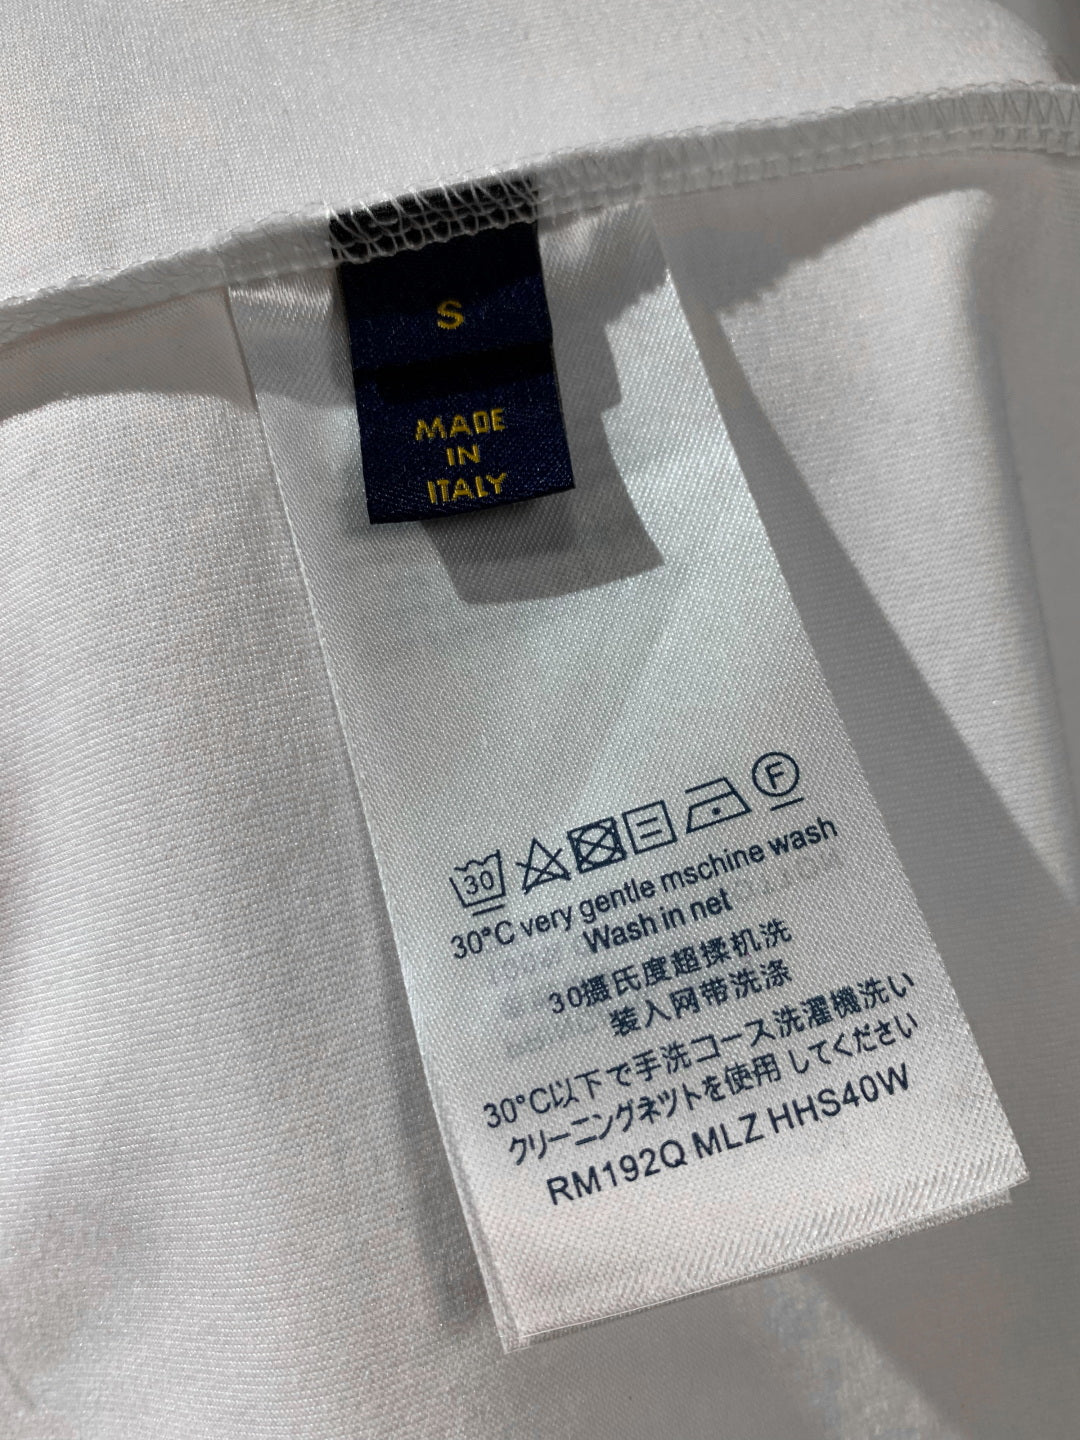 S
MADE
IN
ITALY
30
F
30°C very gentle mschine wash
Wash in net
30摄氏度超揉机洗
装入网带洗涤
30°C以下で手洗コース洗濯機洗い
クリーニングネツトを使用してください
RM192Q MLZ HHS40W